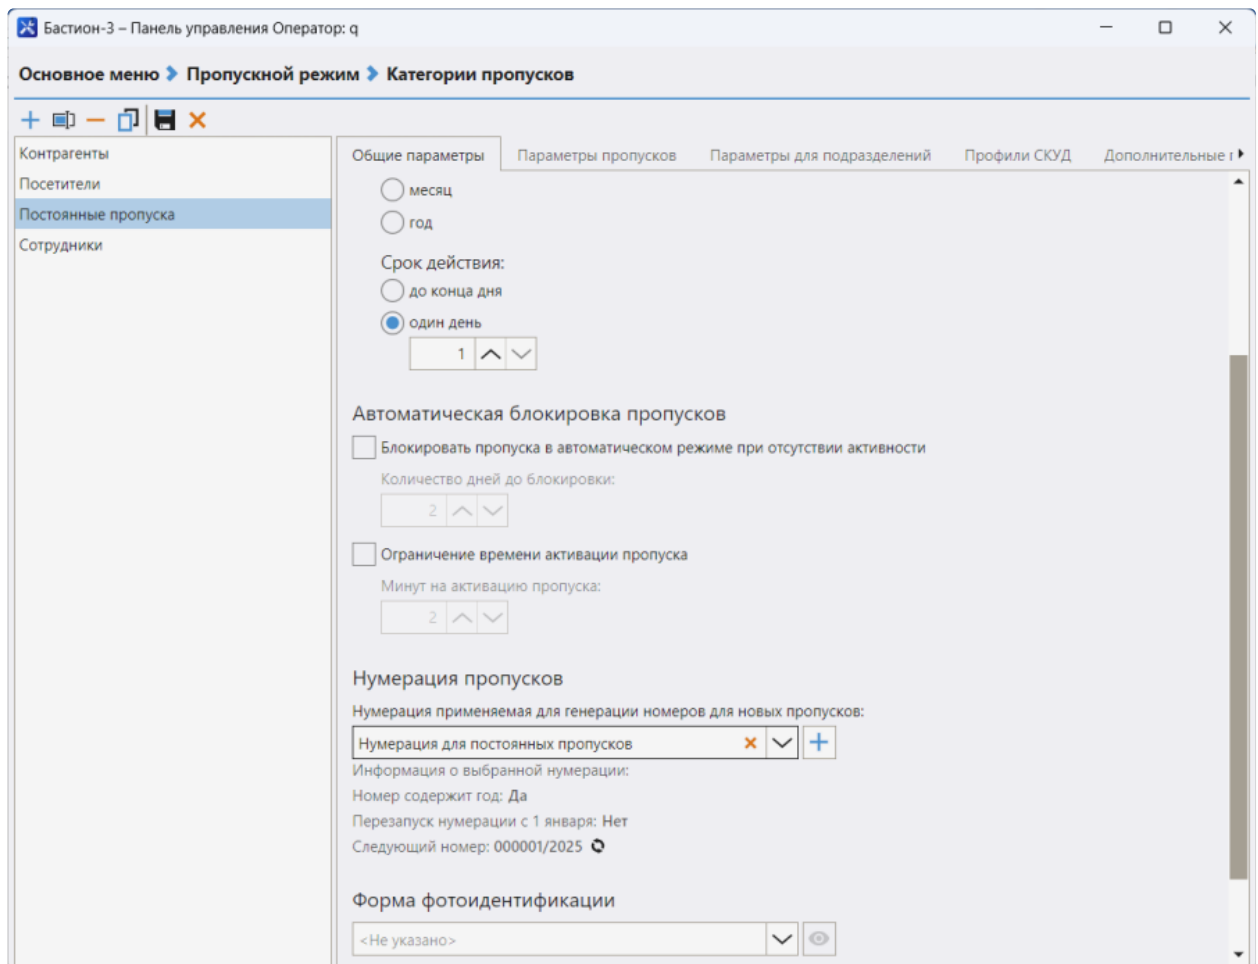 Бастион-3 – Панель управления Оператор: q
Основное меню Пропускной режим Категории пропусков
Контрагенты
Посетители
Постоянные пропуска
Сотрудники
Общие параметры Параметры пропусков Параметры для подразделений Профили СКУД Дополнительные
месяц
год
Срок действия:
до конца дня
один день
1
Автоматическая блокировка пропусков
Блокировать пропуска в автоматическом режиме при отсутствии активности
Количество дней до блокировки:
2
Ограничение времени активации пропуска
Минут на активацию пропуска:
2
Нумерация пропусков
Нумерация применяемая для генерации номеров для новых пропусков:
Нумерация для постоянных пропусков
Информация о выбранной нумерации:
Номер содержит год: Да
Перезапуск нумерации с 1 января: Нет
Следующий номер: 000001/2025
Форма фотоидентификации
<Не указано>